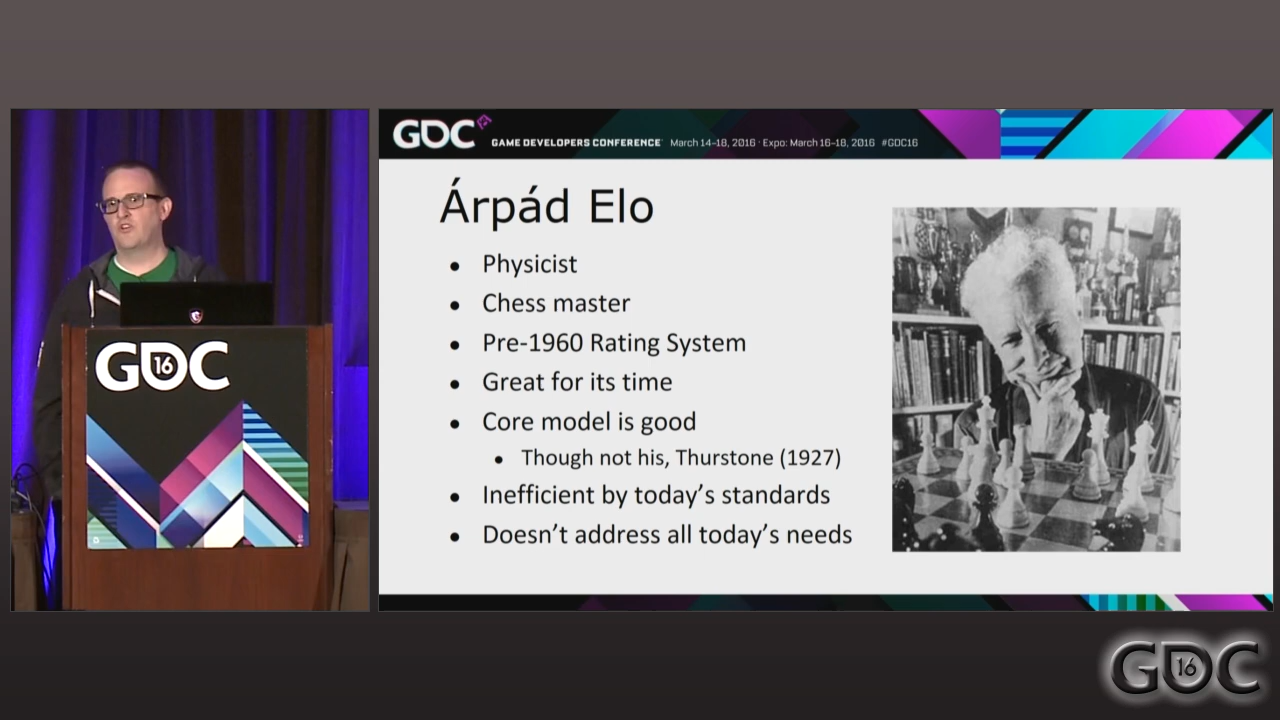 GDC
16
GDC GAME DEVELOPERS CONFERENCE March 14-18, 2016 · Expo: March 16-18, 2016 #GDC16
Árpád Elo
• Physicist
• Chess master
• Pre-1960 Rating System
• Great for its time
• Core model is good
• Though not his, Thurstone (1927)
• Inefficient by today's standards
• Doesn't address all today's needs
GDC
16